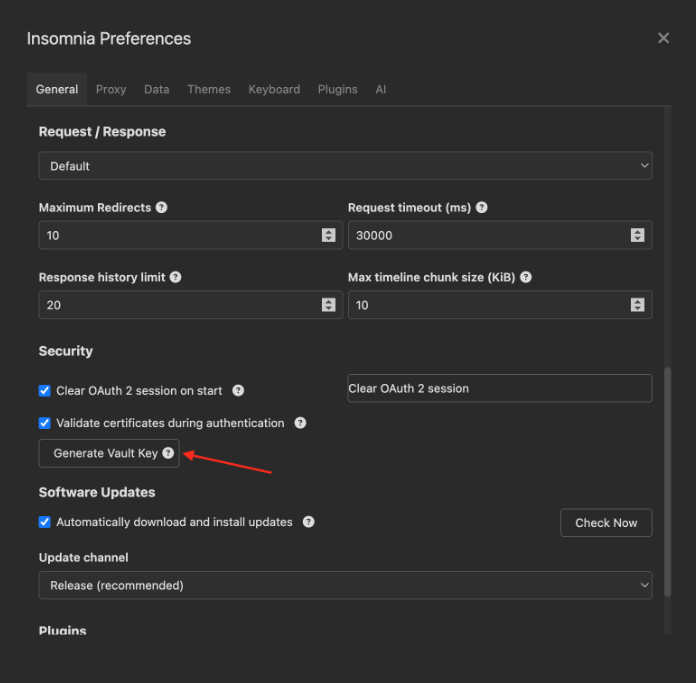 Insomnia Preferences
General Proxy Data Themes Keyboard Plugins AI
Request / Response
Default
Maximum Redirects ? Request timeout (ms) ?
10 30000
Response history limit ? Max timeline chunk size (KiB) ?
20 10
Security
Clear OAuth 2 session on start ? Clear OAuth 2 session
Validate certificates during authentication ?
Generate Vault Key ?
Software Updates
Automatically download and install updates ? Check Now
Update channel
Release (recommended)
Plugins